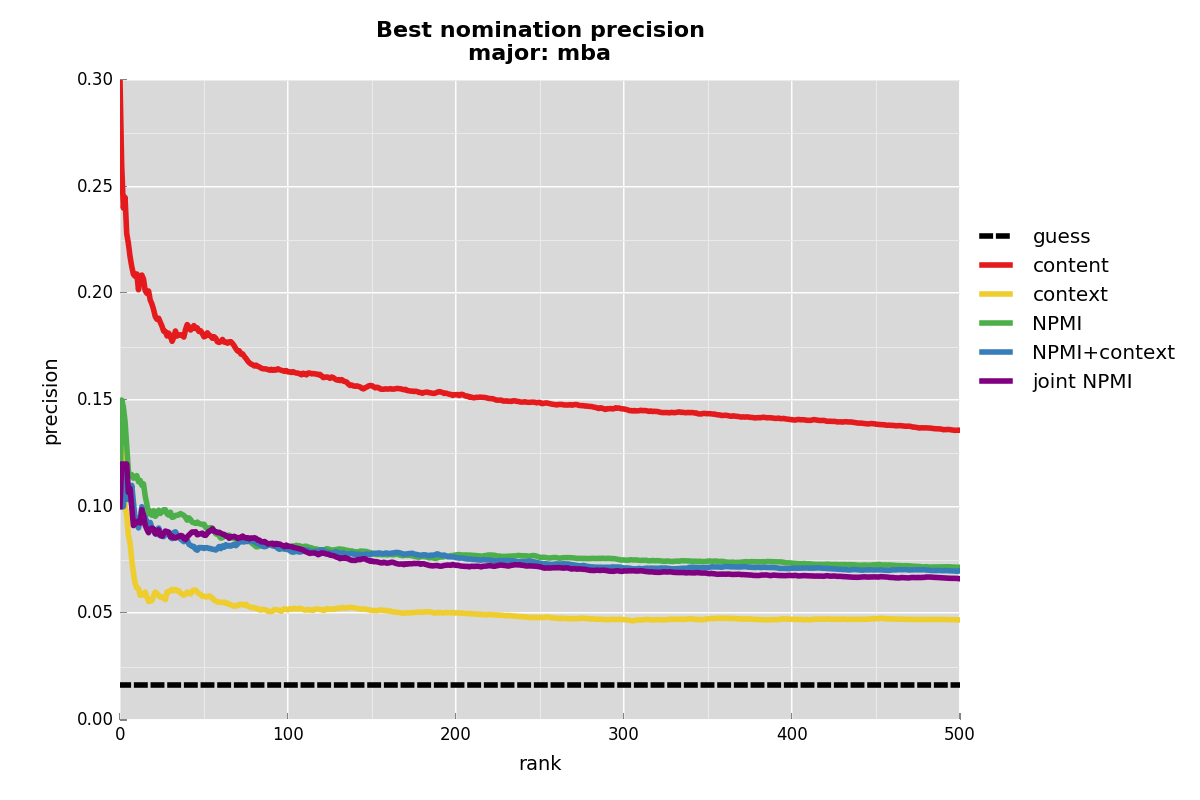 Best nomination precision
major: mba
0.30
0.25
0.20
0.15
0.10
0.05
0.00
precision
0 100 200 300 400 500
rank
guess
content
context
NPMI
NPMI+context
joint NPMI